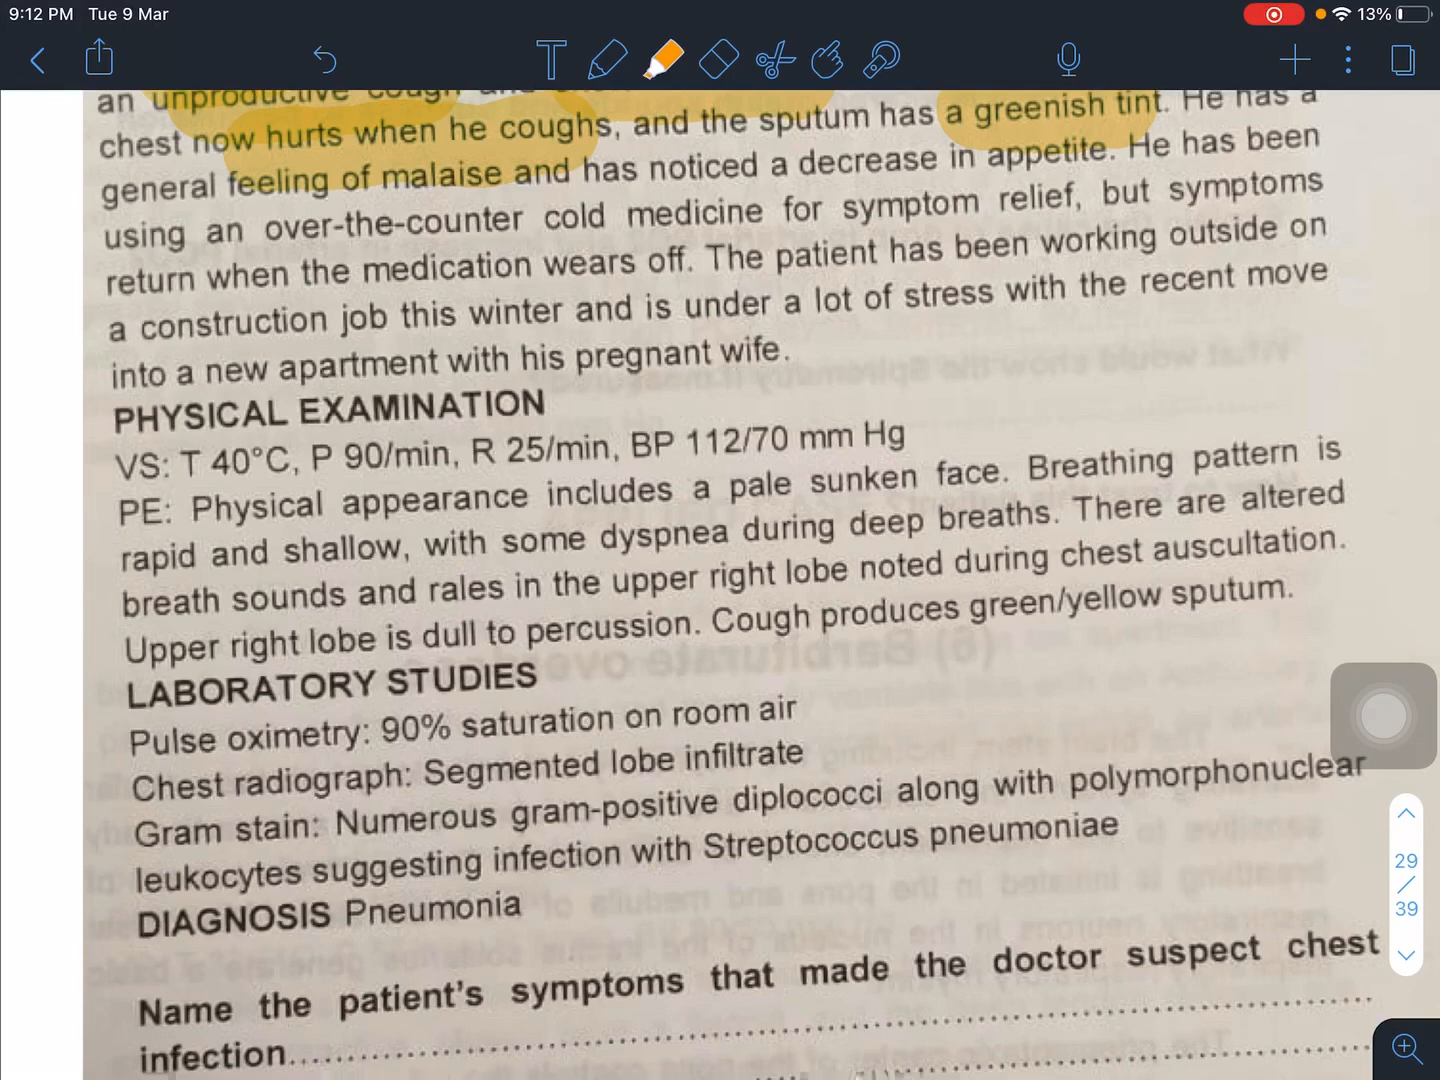 9:12 PM Tue 9 Mar
13%
T
an unproductive cough and
chest now hurts when he coughs, and the sputum has a greenish tint. He has a
general feeling of malaise and has noticed a decrease in appetite. He has been
using an over-the-counter cold medicine for symptom relief, but symptoms
return when the medication wears off. The patient has been working outside on
a construction job this winter and is under a lot of stress with the recent move
into a new apartment with his pregnant wife.
PHYSICAL EXAMINATION
VS: T 40°C, P 90/min, R 25/min, BP 112/70 mm Hg
PE: Physical appearance includes a pale sunken face. Breathing pattern is
rapid and shallow, with some dyspnea during deep breaths. There are altered
breath sounds and rales in the upper right lobe noted during chest auscultation.
Upper right lobe is dull to percussion. Cough produces green/yellow sputum.
LABORATORY STUDIES
Pulse oximetry: 90% saturation on room air
Chest radiograph: Segmented lobe infiltrate
Gram stain: Numerous gram-positive diplococci along with polymorphonuclear
leukocytes suggesting infection with Streptococcus pneumoniae
DIAGNOSIS Pneumonia
Name the patient's symptoms that made the doctor suspect chest
infection
29
/
39